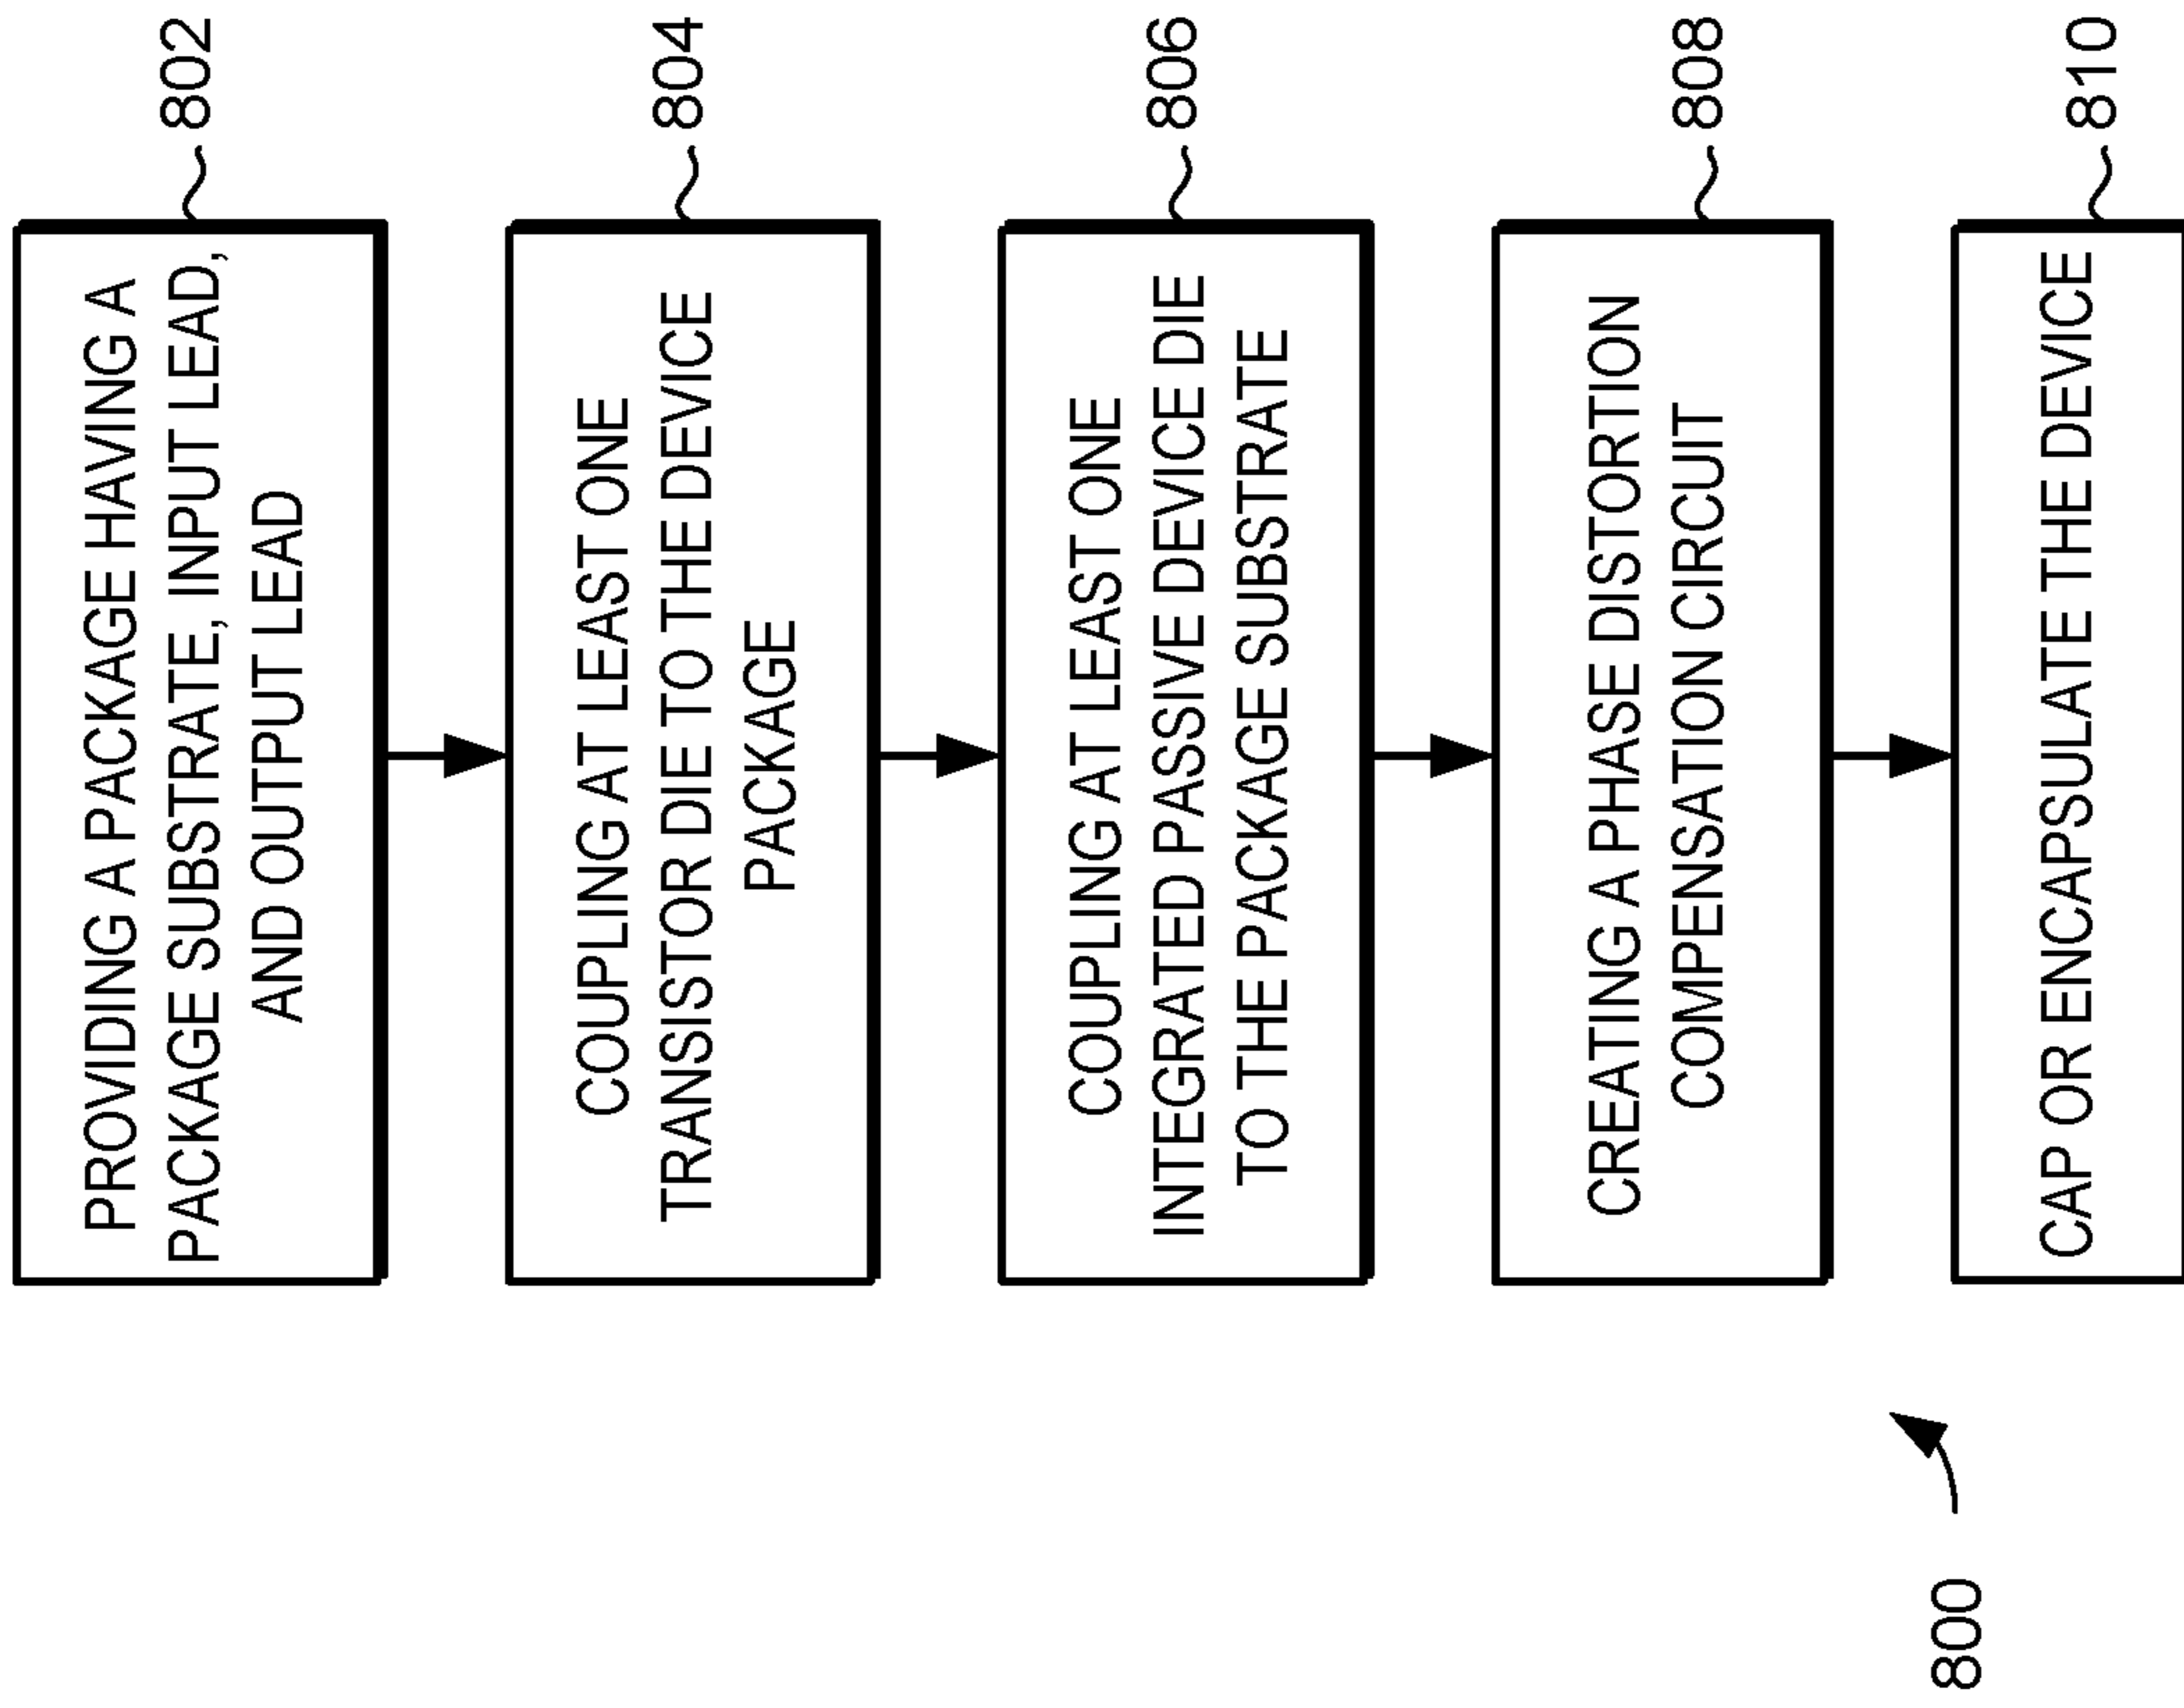 PROVIDING A PACKAGE HAVING A
PACKAGE SUBSTRATE, INPUT LEAD,
AND OUTPUT LEAD
802
COUPLING AT LEAST ONE
TRANSISTOR DIE TO THE DEVICE
PACKAGE
804
COUPLING AT LEAST ONE
INTEGRATED PASSIVE DEVICE DIE
TO THE PACKAGE SUBSTRATE
806
CREATING A PHASE DISTORTION
COMPENSATION CIRCUIT
808
CAP OR ENCAPSULATE THE DEVICE
810
800